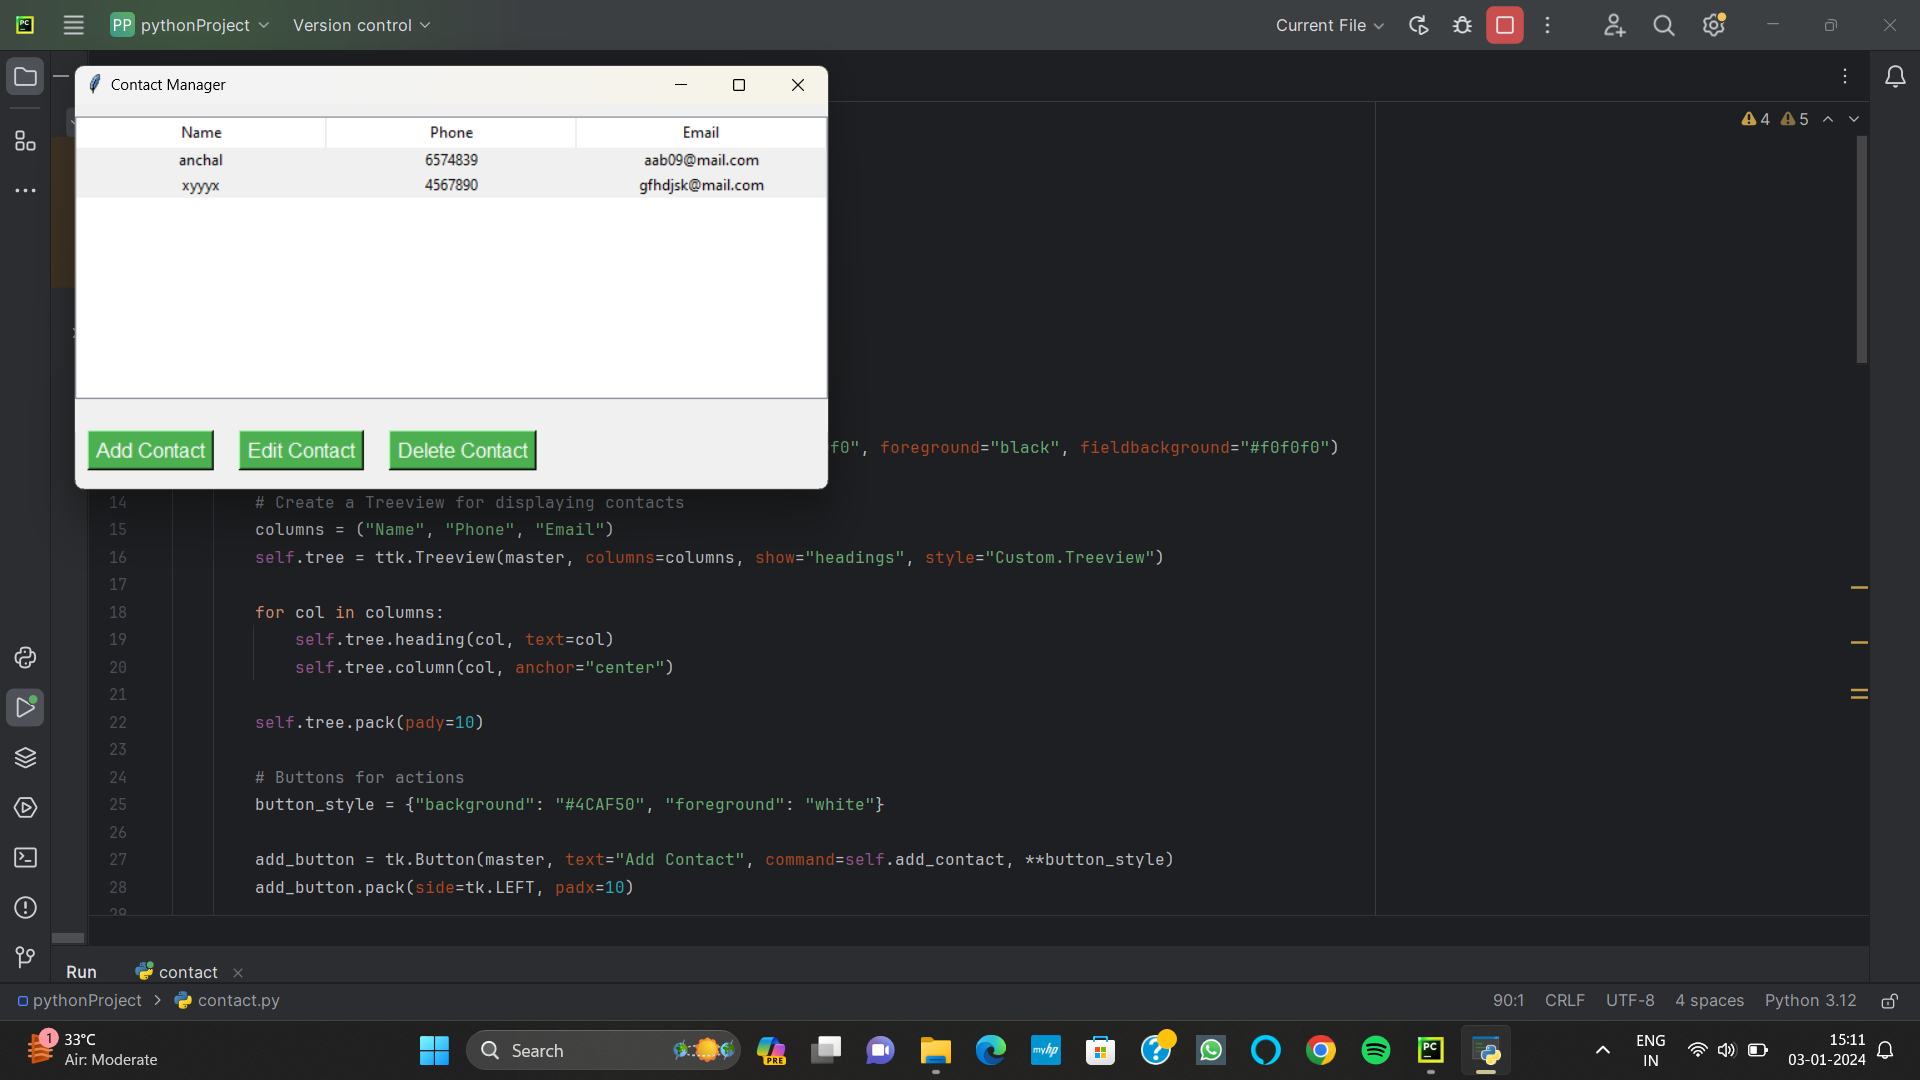 PC
PP pythonProject
Version control
Current File
Contact Manager
Name Phone Email
anchal 6574839 aab09@mail.com
xyyyx 4567890 gfhdjsk@mail.com
Add Contact Edit Contact Delete Contact
4 5
f0", foreground="black", fieldbackground="#f0f0f0")
14 # Create a Treeview for displaying contacts
15 columns = ("Name", "Phone", "Email")
16 self.tree = ttk.Treeview(master, columns=columns, show="headings", style="Custom.Treeview")
17
18 for col in columns:
19 self.tree.heading(col, text=col)
20 self.tree.column(col, anchor="center")
21
22 self.tree.pack(pady=10)
23
24 # Buttons for actions
25 button_style = {"background": "#4CAF50", "foreground": "white"}
26
27 add_button = tk.Button(master, text="Add Contact", command=self.add_contact, **button_style)
28 add_button.pack(side=tk.LEFT, padx=10)
29
Run contact
pythonProject > contact.py
90:1 CRLF UTF-8 4 spaces Python 3.12
1
33°C
Air: Moderate
Search
PRE
myhp
PC
ENG
IN
15:11
03-01-2024